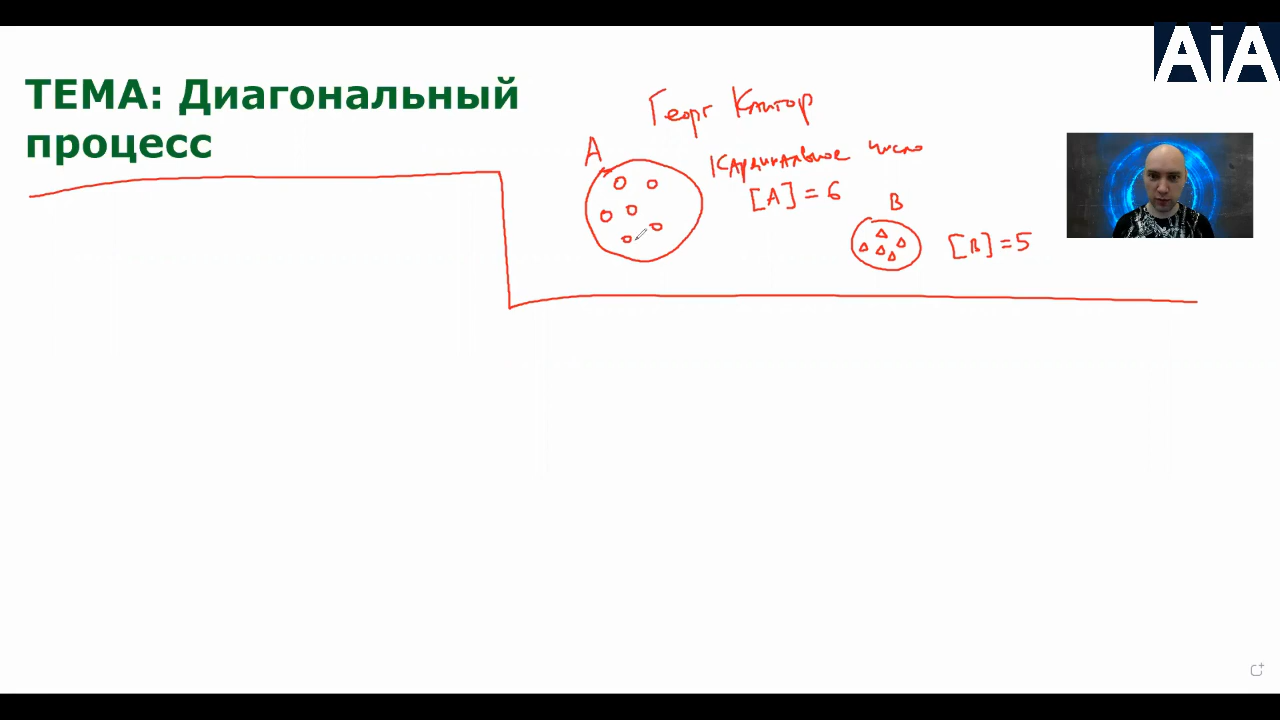 AiA
ТЕМА: Диагональный
процесс
Георг Кантор
A
Кардинальное число
[A] = 6
B
[B] = 5